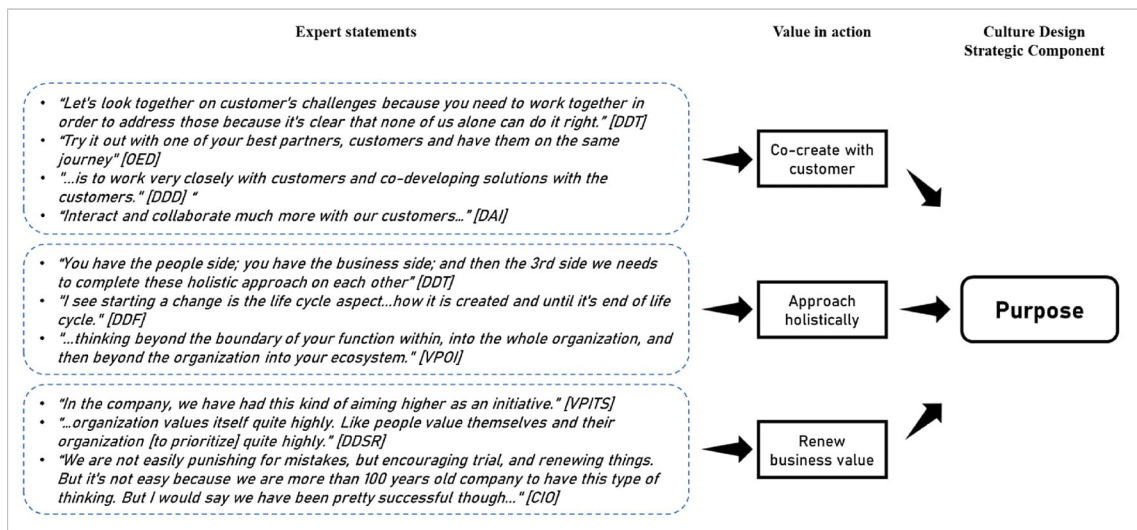 Expert statements
Value in action
Culture Design
Strategic Component
• “Let's look together on customer's challenges because you need to work together in
order to address those because it's clear that none of us alone can do it right.” [DDT]
• “Try it out with one of your best partners, customers and have them on the same
journey" [OED]
• "...is to work very closely with customers and co-developing solutions with the
customers." [DDD] “
• “Interact and collaborate much more with our customers…” [DAI]
Co-create with
customer
• “You have the people side; you have the business side; and then the 3rd side we needs
to complete these holistic approach on each other” [DDT]
• "I see starting a change is the life cycle aspect...how it is created and until it's end of life
cycle." [DDF]
• “...thinking beyond the boundary of your function within, into the whole organization, and
then beyond the organization into your ecosystem.” [VPOI]
Approach
holistically
Purpose
• “In the company, we have had this kind of aiming higher as an initiative.” [VPITS]
• “…organization values itself quite highly. Like people value themselves and their
organization [to prioritize] quite highly.” [DDSR]
• “We are not easily punishing for mistakes, but encouraging trial, and renewing things.
But it's not easy because we are more than 100 years old company to have this type of
thinking. But I would say we have been pretty successful though…" [CIO]
Renew
business value